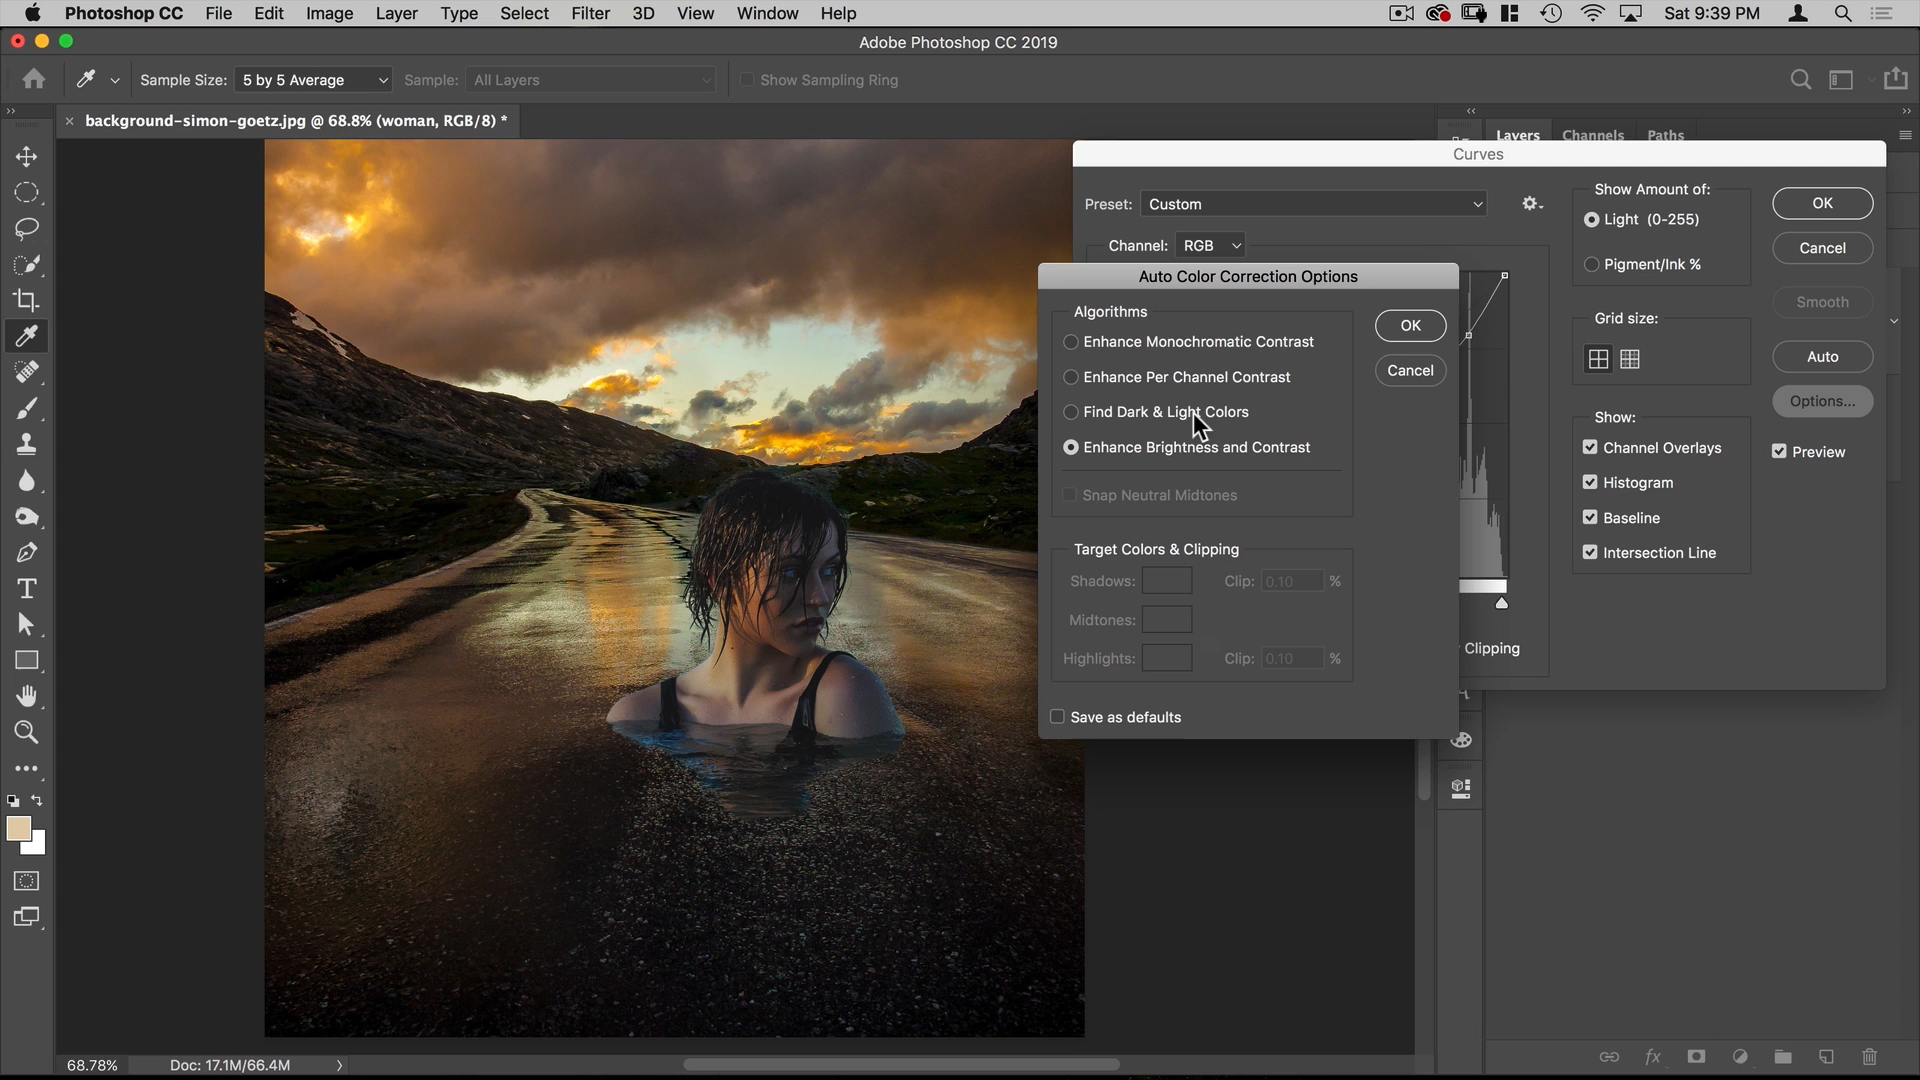 Photoshop CC File Edit Image Layer Type Select Filter 3D View Window Help Sat 9:39 PM
Adobe Photoshop CC 2019
Sample Size: 5 by 5 Average Sample: All Layers Show Sampling Ring
background-simon-goetz.jpg @ 68.8% (woman, RGB/8) *
Layers Channels Paths
Curves
Preset: Custom
Channel: RGB
Show Amount of:
Light (0-255)
Pigment/Ink %
Grid size:
Show:
Channel Overlays
Histogram
Baseline
Intersection Line
OK
Cancel
Smooth
Auto
Options...
Preview
Clipping
Auto Color Correction Options
Algorithms
Enhance Monochromatic Contrast
Enhance Per Channel Contrast
Find Dark & Light Colors
Enhance Brightness and Contrast
Snap Neutral Midtones
OK
Cancel
Target Colors & Clipping
Shadows: Clip: 0.10 %
Midtones:
Highlights: Clip: 0.10 %
Save as defaults
68.78% Doc: 17.1M/66.4M
fx